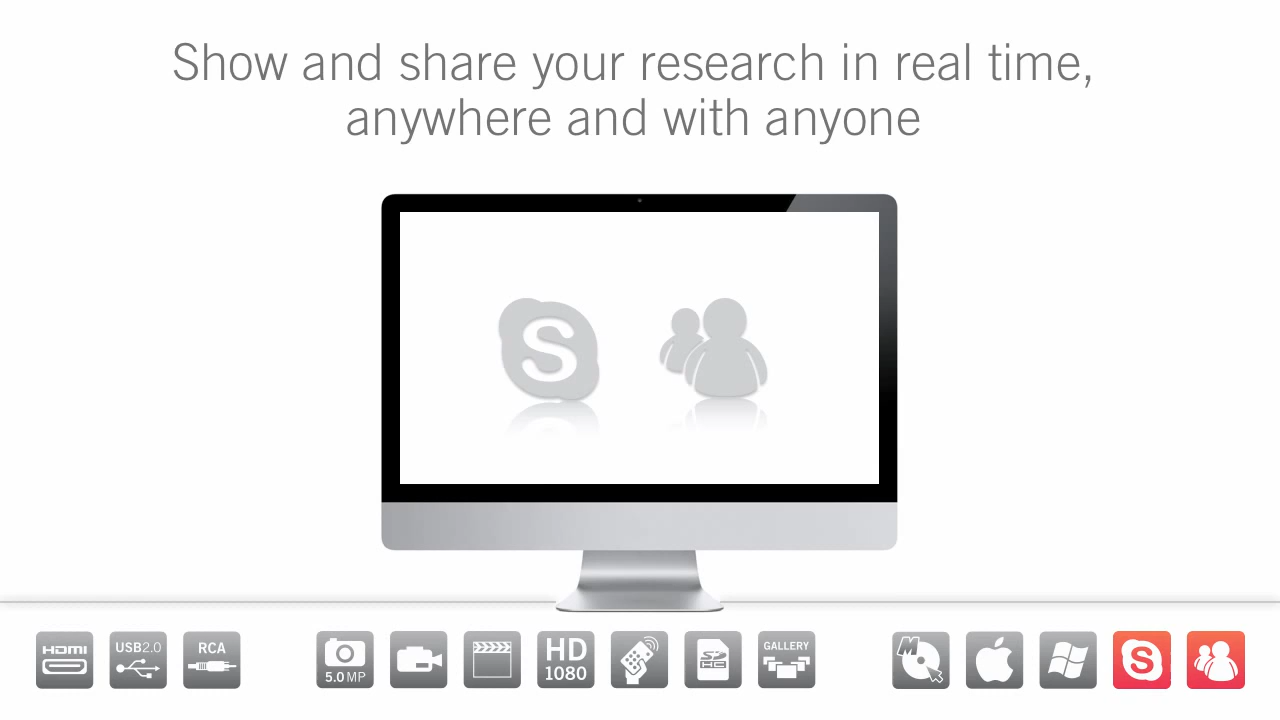 Show and share your research in real time,
anywhere and with anyone
S
HDMI
USB2.0
RCA
5.0 MP
HD
1080
SD
HC
GALLERY
M
S